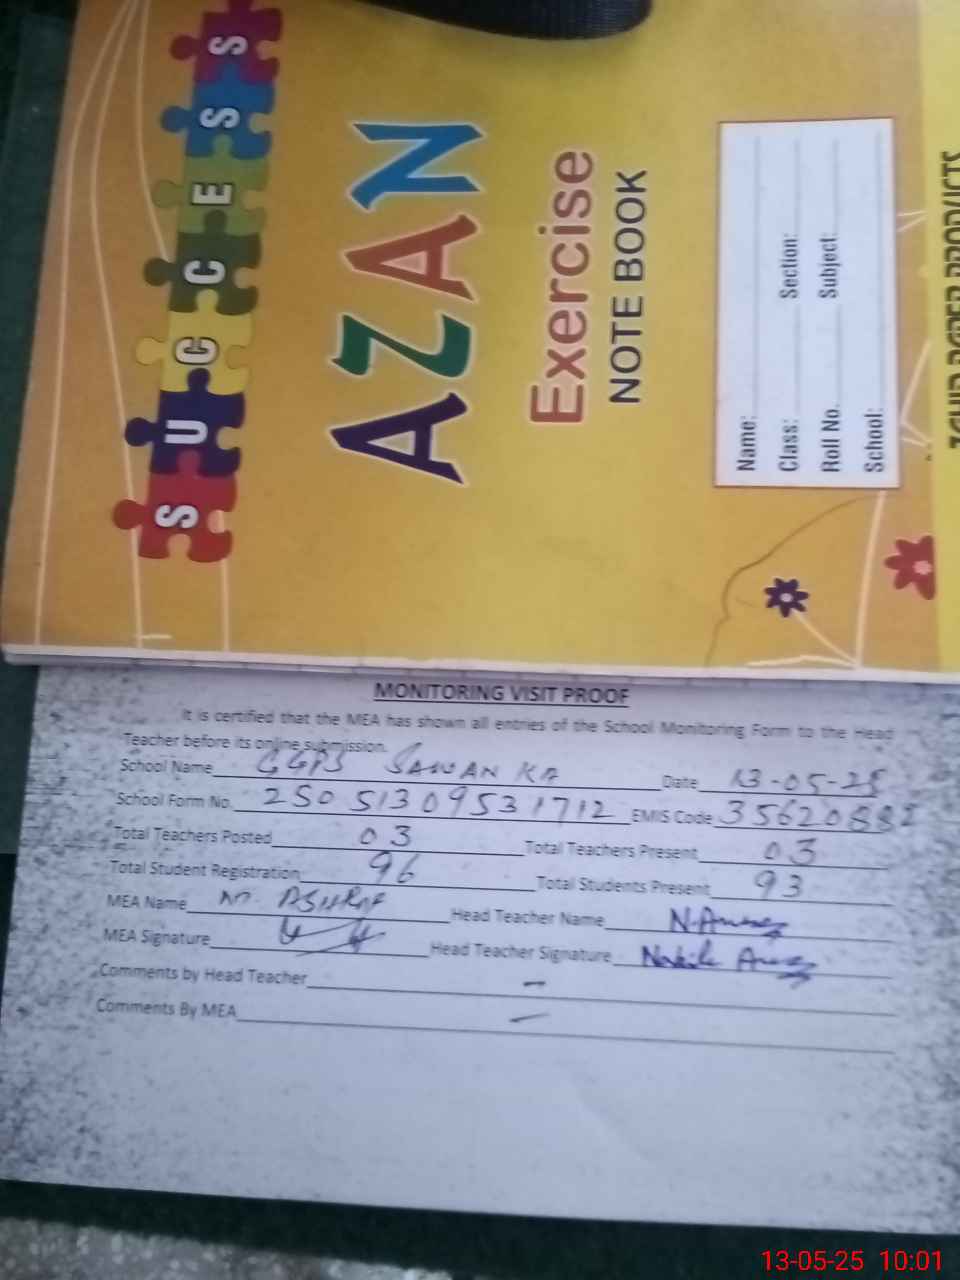 SUCCESS
AZAN
Exercise
NOTE BOOK
Name:
Class: Section:
Roll No. Subject:
School:
MONITORING VISIT PROOF
It is certified that the MEA has shown all entries of the School Monitoring Form to the Head
Teacher before its online submission.
School Name GGPS SAWAN KA Date 13-05-25
School Form No. 25051309531712 EMIS Code 35620882
Total Teachers Posted 03 Total Teachers Present 03
Total Student Registration 96 Total Students Present 93
MEA Name M. ASHRAF Head Teacher Name
MEA Signature Head Teacher Signature
Comments by Head Teacher -
Comments By MEA -
13-05-25 10:01